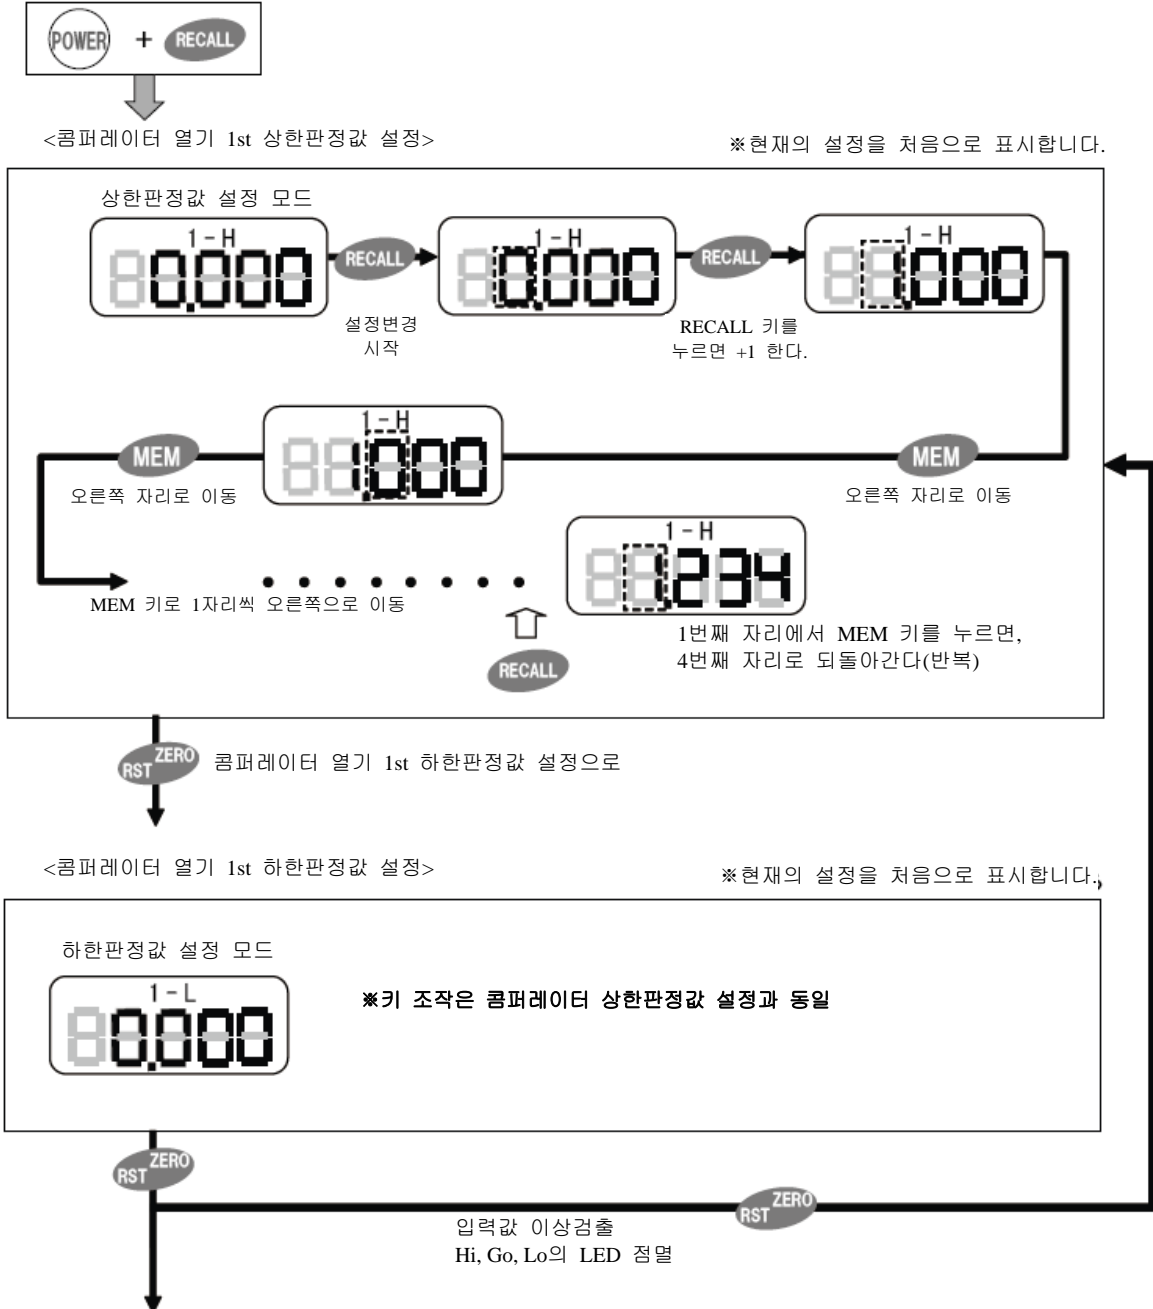 POWER + RECALL
<콤퍼레이터 열기 1st 상한판정값 설정>
※현재의 설정을 처음으로 표시합니다.
상한판정값 설정 모드
1 - H
0.000
RECALL
설정변경
시작
1 - H
0.000
RECALL
RECALL 키를
누르면 +1 한다.
1 - H
1.000
MEM
오른쪽 자리로 이동
1 - H
1.000
MEM
오른쪽 자리로 이동
MEM 키로 1자리씩 오른쪽으로 이동
RECALL
1 - H
1.234
1번째 자리에서 MEM 키를 누르면,
4번째 자리로 되돌아간다(반복)
RST ZERO
콤퍼레이터 열기 1st 하한판정값 설정으로
<콤퍼레이터 열기 1st 하한판정값 설정>
※현재의 설정을 처음으로 표시합니다.
하한판정값 설정 모드
1 - L
0.000
※키 조작은 콤퍼레이터 상한판정값 설정과 동일
RST ZERO
RST ZERO
입력값 이상검출
Hi, Go, Lo의 LED 점멸